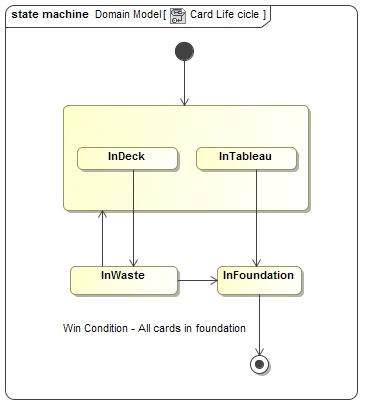 state machine Domain Model[ Card Life cicle ]
InDeck
InTableau
InWaste
InFoundation
Win Condition - All cards in foundation